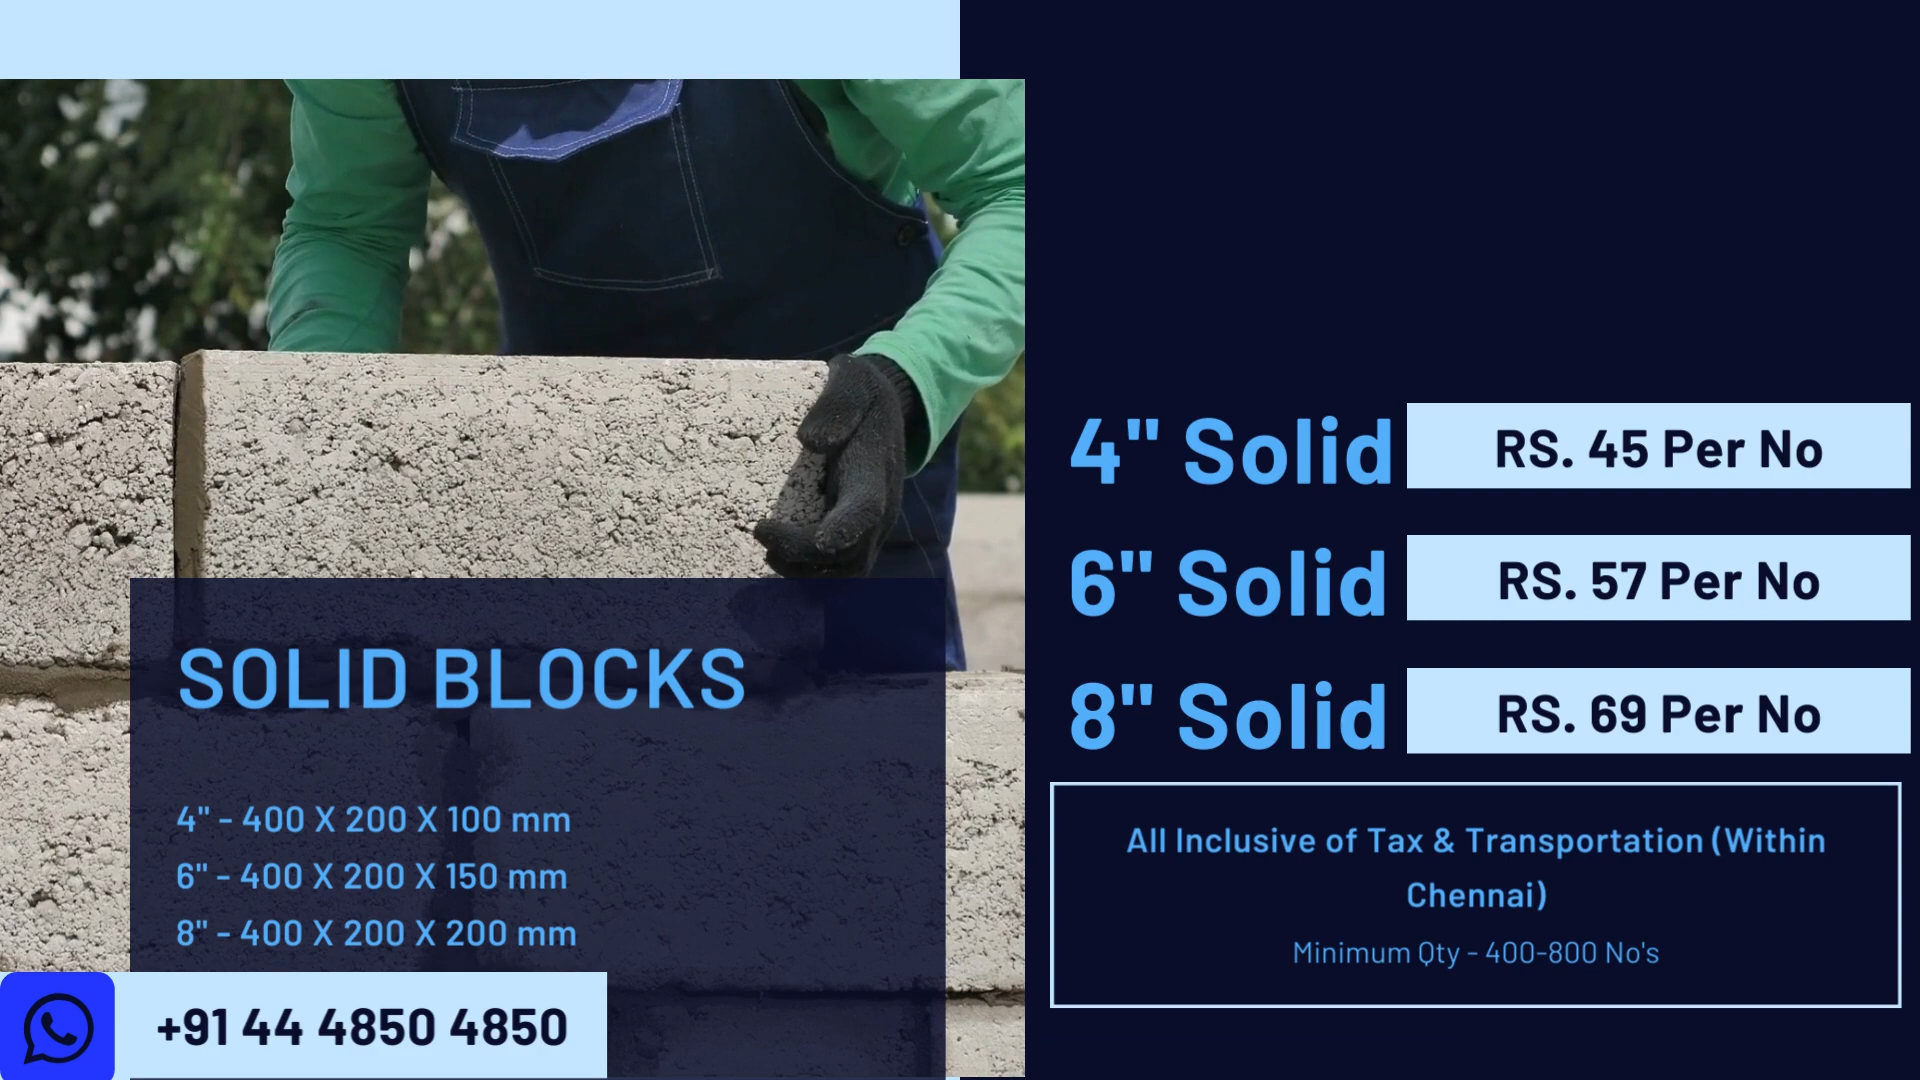 SOLID BLOCKS
4" - 400 X 200 X 100 mm
6" - 400 X 200 X 150 mm
8" - 400 X 200 X 200 mm
+91 44 4850 4850
4" Solid RS. 45 Per No
6" Solid RS. 57 Per No
8" Solid RS. 69 Per No
All Inclusive of Tax & Transportation (Within
Chennai)
Minimum Qty - 400-800 No's